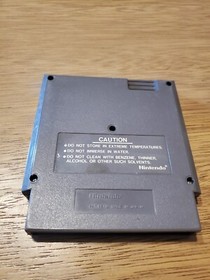 CAUTION
•DO NOT STORE IN EXTREME TEMPERATURES.
•DO NOT IMMERSE IN WATER.
•DO NOT CLEAN WITH BENZENE, THINNER,
ALCOHOL OR OTHER SUCH SOLVENTS.
Nintendo